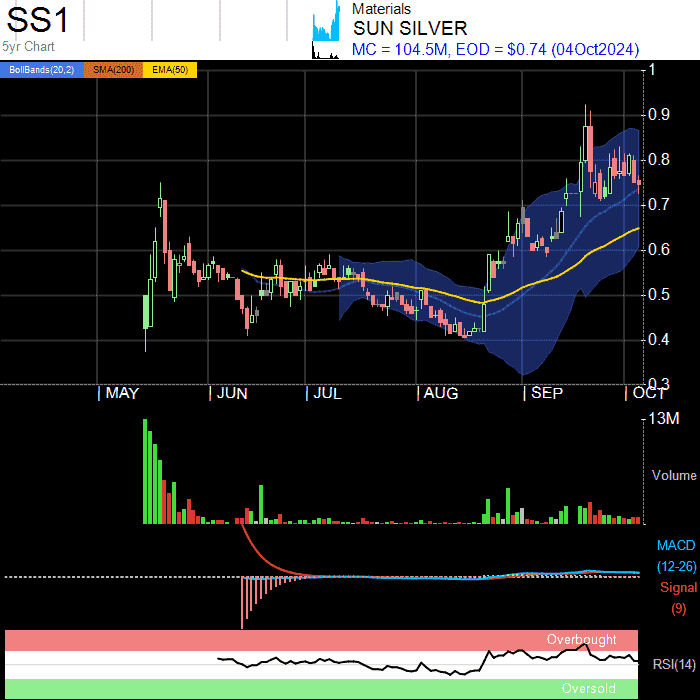 SS1
5yr Chart
Materials
SUN SILVER
MC = 104.5M, EOD = $0.74 (04Oct2024)
BollBands(20,2) SMA(200) EMA(50)
1
0.9
0.8
0.7
0.6
0.5
0.4
0.3
MAY JUN JUL AUG SEP OCT
13M
Volume
MACD
(12-26)
Signal
(9)
Overbought
RSI(14)
Oversold